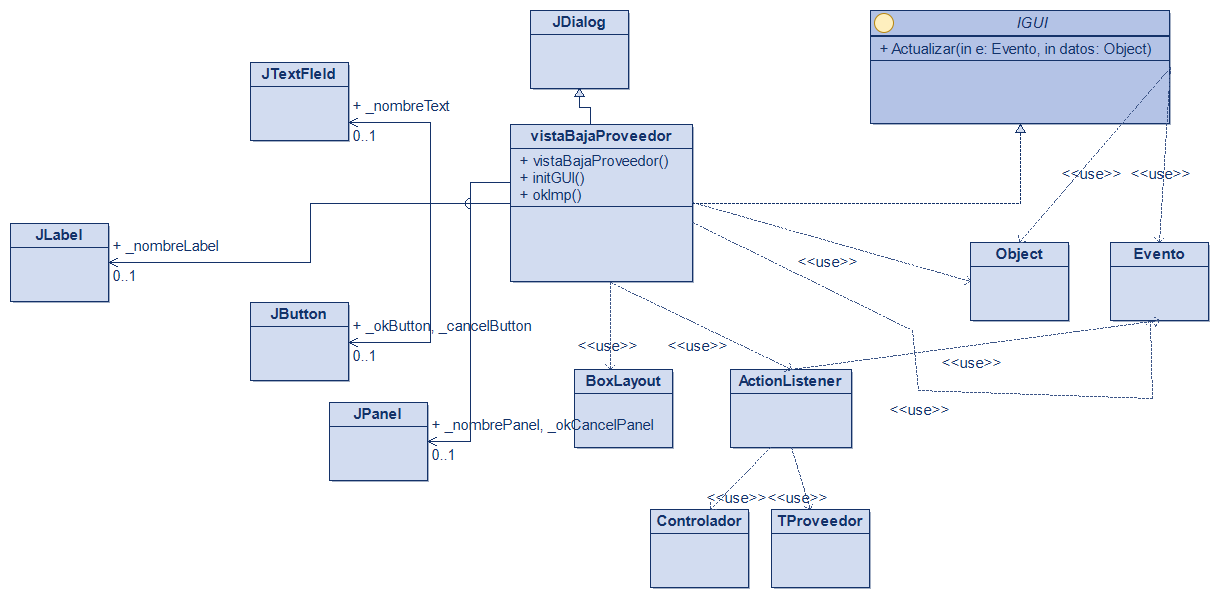 JDialog
IGUI
+ Actualizar(in e: Evento, in datos: Object)
JTextFIeld
+ _nombreText
0..1
vistaBajaProveedor
+ vistaBajaProveedor()
+ initGUI()
+ okImp()
<<use>>
<<use>>
JLabel
+ _nombreLabel
0..1
Object
Evento
<<use>>
JButton
+ _okButton, _cancelButton
0..1
<<use>>
<<use>>
<<use>>
BoxLayout
ActionListener
<<use>>
JPanel
+ _nombrePanel, _okCancelPanel
0..1
<<use>>
<<use>>
Controlador
TProveedor